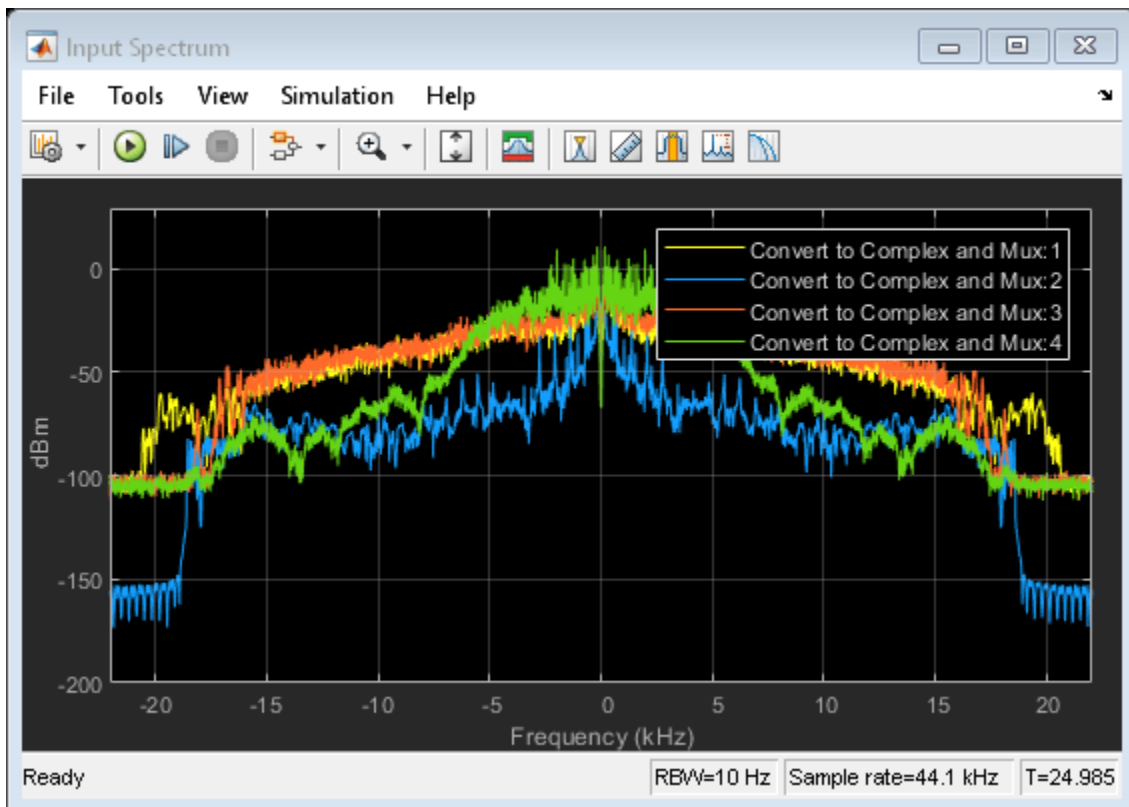 Input Spectrum
File Tools View Simulation Help
Convert to Complex and Mux:1
Convert to Complex and Mux:2
Convert to Complex and Mux:3
Convert to Complex and Mux:4
0
-50
-100
-150
-200
dBm
-20 -15 -10 -5 0 5 10 15 20
Frequency (kHz)
Ready RBW=10 Hz Sample rate=44.1 kHz T=24.985